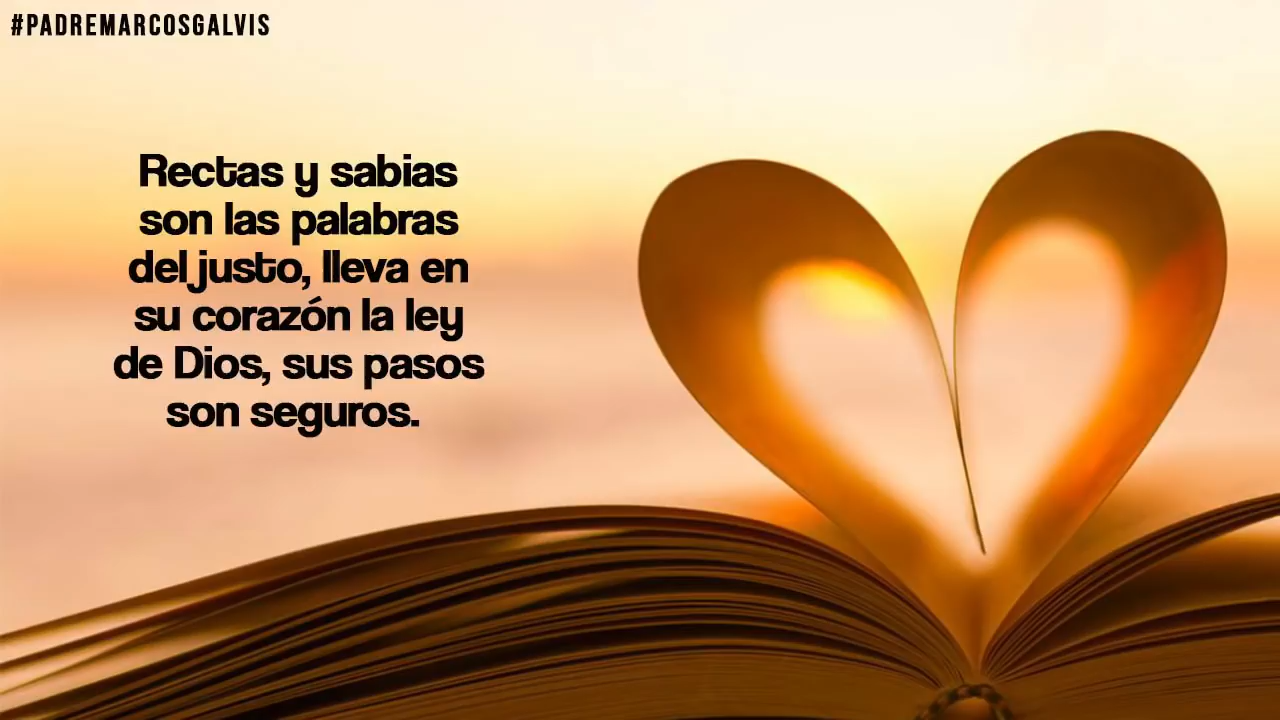 #PADREMARCOSGALVIS
Rectas y sabias
son las palabras
del justo, lleva en
su corazón la ley
de Dios, sus pasos
son seguros.